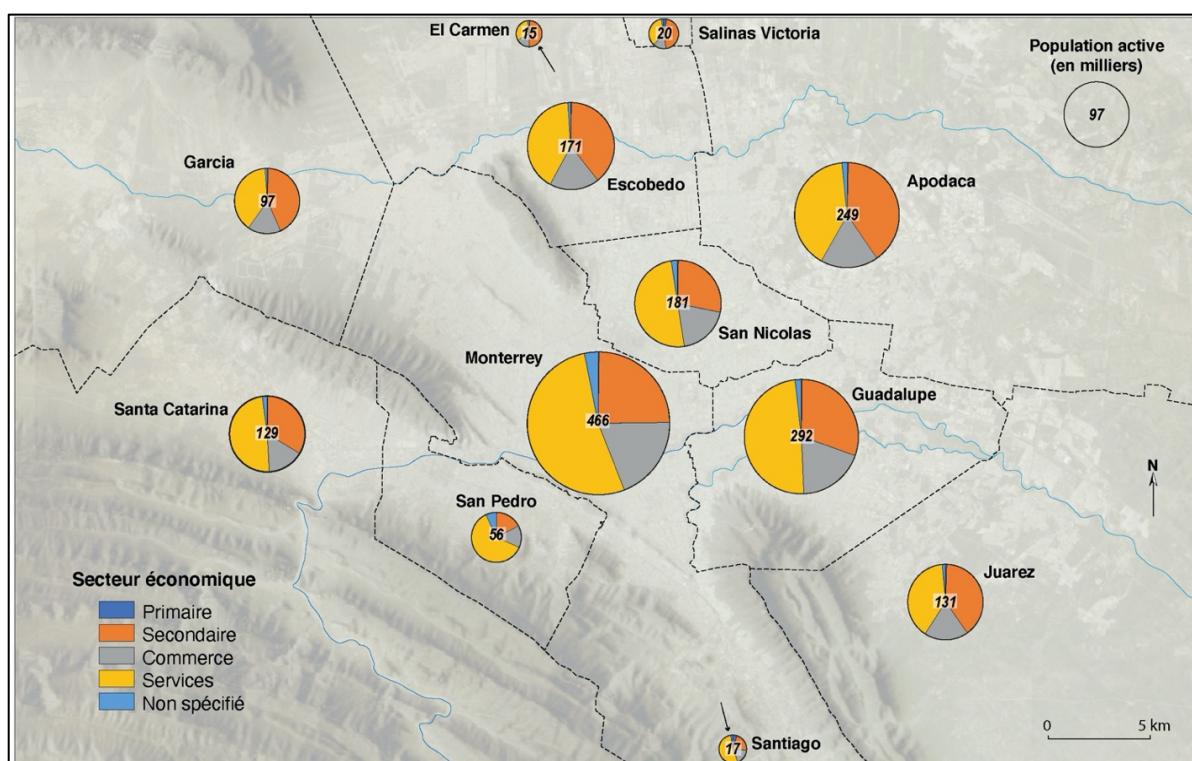 El Carmen
15
20
Salinas Victoria
Population active
(en milliers)
97
171
Escobedo
Garcia
97
Apodaca
249
181
San Nicolas
Monterrey
466
Guadalupe
292
Santa Catarina
129
N
San Pedro
56
Juarez
131
Secteur économique
Primaire
Secondaire
Commerce
Services
Non spécifié
0 5 km
17
Santiago